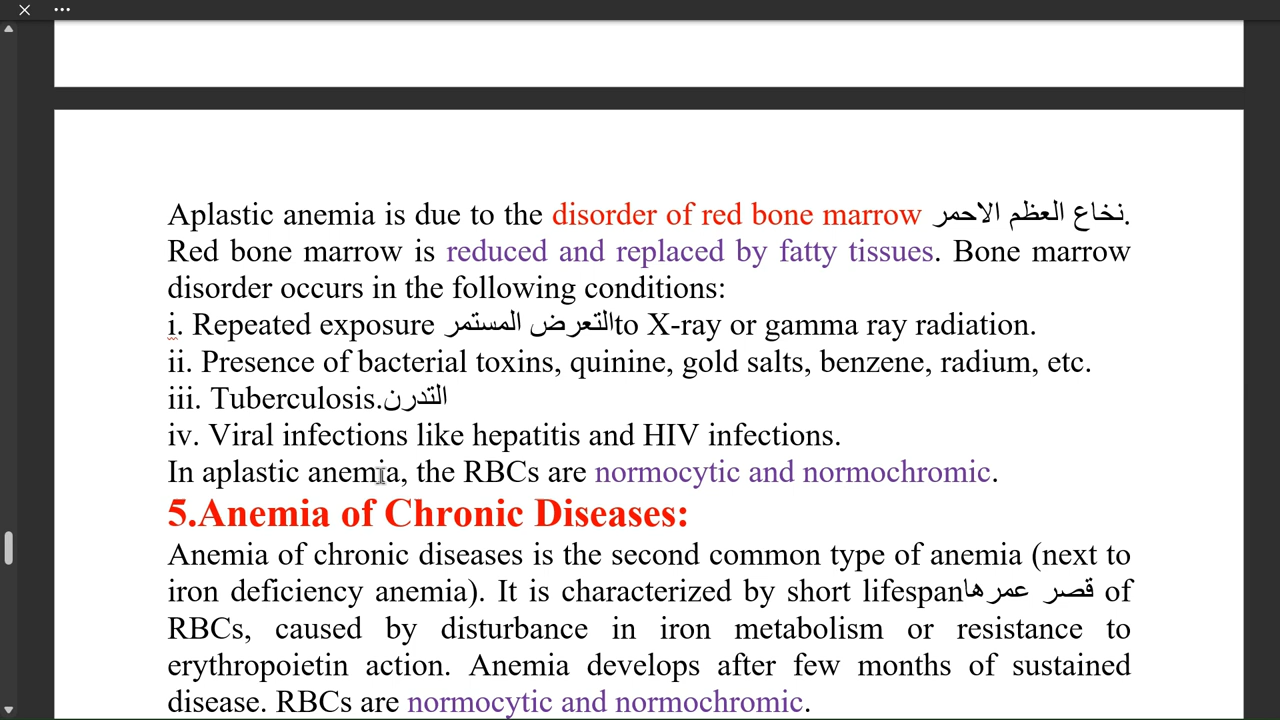 Aplastic anemia is due to the disorder of red bone marrow نخاع العظم الاحمر.
Red bone marrow is reduced and replaced by fatty tissues. Bone marrow
disorder occurs in the following conditions:
i. Repeated exposure التعرض المستمرto X-ray or gamma ray radiation.
ii. Presence of bacterial toxins, quinine, gold salts, benzene, radium, etc.
iii. Tuberculosis.التدرن
iv. Viral infections like hepatitis and HIV infections.
In aplastic anemia, the RBCs are normocytic and normochromic.
5.Anemia of Chronic Diseases:
Anemia of chronic diseases is the second common type of anemia (next to
iron deficiency anemia). It is characterized by short lifespanقصر عمرها of
RBCs, caused by disturbance in iron metabolism or resistance to
erythropoietin action. Anemia develops after few months of sustained
disease. RBCs are normocytic and normochromic.